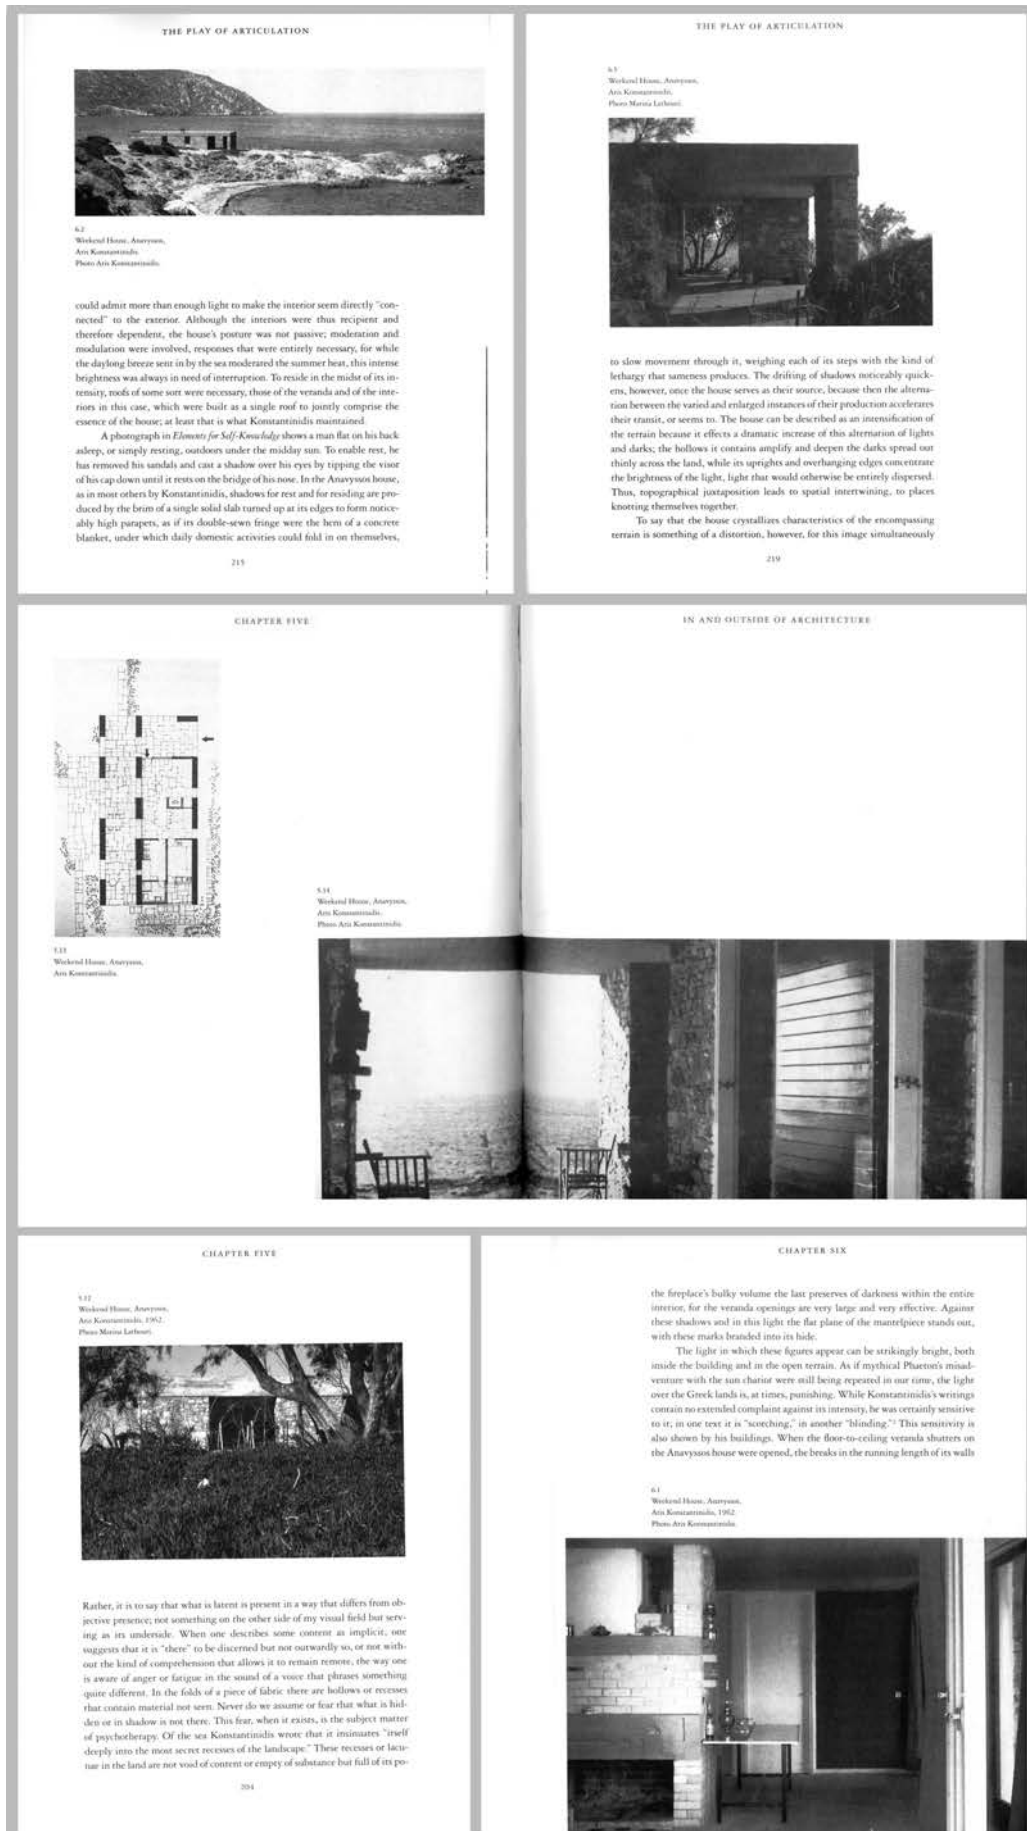 THE PLAY OF ARTICULATION
6.2
Weekend House, Anavyssos,
Aris Konstantinidis.
Photo Aris Konstantinidis.
could admit more than enough light to make the interior seem directly "con-
nected" to the exterior. Although the interiors were thus recipient and
therefore dependent, the house's posture was not passive; moderation and
modulation were involved, responses that were entirely necessary, for while
the daylong breeze sent in by the sea moderated the summer heat, this intense
brightness was always in need of interruption. To reside in the midst of its in-
tensity, roofs of some sort were necessary, those of the veranda and of the inte-
riors in this case, which were built as a single roof to jointly comprise the
essence of the house; at least that is what Konstantinidis maintained.
A photograph in Elements for Self-Knowledge shows a man flat on his back
asleep, or simply resting, outdoors under the midday sun. To enable rest, he
has removed his sandals and cast a shadow over his eyes by tipping the visor
of his cap down until it rests on the bridge of his nose. In the Anavyssos house,
as in most others by Konstantinidis, shadows for rest and for residing are pro-
duced by the brim of a single solid slab turned up at its edges to form notice-
ably high parapets, as if its double-sewn fringe were the hem of a concrete
blanket, under which daily domestic activities could fold in on themselves,
215
THE PLAY OF ARTICULATION
Weekend House, Anavyssos,
Aris Konstantinidis.
Photo Marina Lathouri.
to slow movement through it, weighing each of its steps with the kind of
lethargy that sameness produces. The drifting of shadows noticeably quick-
ens, however, once the house serves as their source, because then the alterna-
tion between the varied and enlarged instances of their production accelerates
their transit, or seems to. The house can be described as an intensification of
the terrain because it effects a dramatic increase of this alternation of lights
and darks; the hollows it contains amplify and deepen the darks spread out
thinly across the land, while its uprights and overhanging edges concentrate
the brightness of the light, light that would otherwise be entirely dispersed.
Thus, topographical juxtaposition leads to spatial intertwining, to places
knotting themselves together.
To say that the house crystallizes characteristics of the encompassing
terrain is something of a distortion, however, for this image simultaneously
219
CHAPTER FIVE
5.13
Weekend House, Anavyssos,
Aris Konstantinidis.
IN AND OUTSIDE OF ARCHITECTURE
5.14
Weekend House, Anavyssos,
Aris Konstantinidis.
Photo Aris Konstantinidis.
CHAPTER FIVE
5.12
Weekend House, Anavyssos,
Aris Konstantinidis, 1962.
Photo Marina Lathouri.
Rather, it is to say that what is latent is present in a way that differs from ob-
jective presence; not something on the other side of my visual field but serv-
ing as its underside. When one describes some content as implicit, one
suggests that it is "there" to be discerned but not outwardly so, or not with-
out the kind of comprehension that allows it to remain remote, the way one
is aware of anger or fatigue in the sound of a voice that phrases something
quite different. In the folds of a piece of fabric there are hollows or recesses
that contain material not seen. Never do we assume or fear that what is hid-
den or in shadow is not there. This fear, when it exists, is the subject matter
of psychotherapy. Of the sea Konstantinidis wrote that it insinuates "itself
deeply into the most secret recesses of the landscape." These recesses or lacu-
nae in the land are not void of content or empty of substance but full of its po-
204
CHAPTER SIX
the fireplace's bulky volume the last preserves of darkness within the entire
interior, for the veranda openings are very large and very effective. Against
these shadows and in this light the flat plane of the mantelpiece stands out,
with these marks branded into its hide.
The light in which these figures appear can be strikingly bright, both
inside the building and in the open terrain. As if mythical Phaeton's misad-
venture with the sun chariot were still being repeated in our time, the light
over the Greek lands is, at times, punishing. While Konstantinidis's writings
contain no extended complaint against its intensity, he was certainly sensitive
to it; in one text it is "scorching," in another "blinding." This sensitivity is
also shown by his buildings. When the floor-to-ceiling veranda shutters on
the Anavyssos house were opened, the breaks in the running length of its walls
6.1
Weekend House, Anavyssos,
Aris Konstantinidis, 1962.
Photo Aris Konstantinidis.